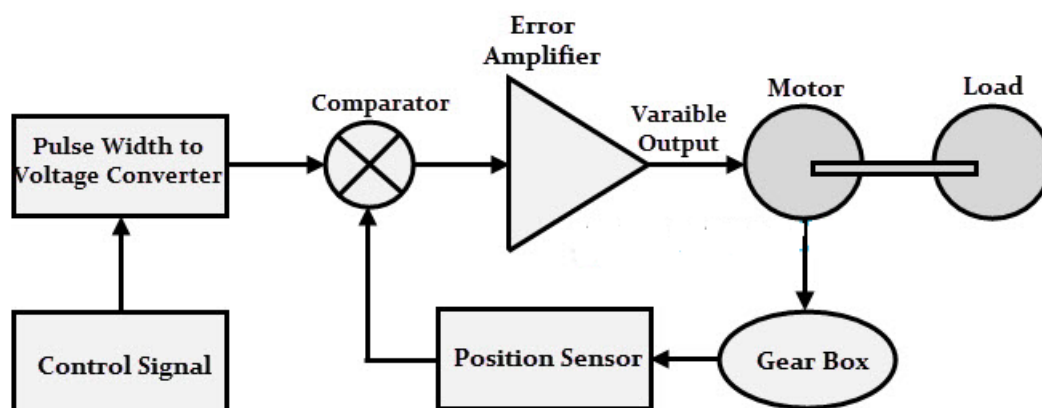 Error
Amplifier
Comparator
Motor
Load
Varaible
Output
Pulse Width to
Voltage Converter
Control Signal
Position Sensor
Gear Box